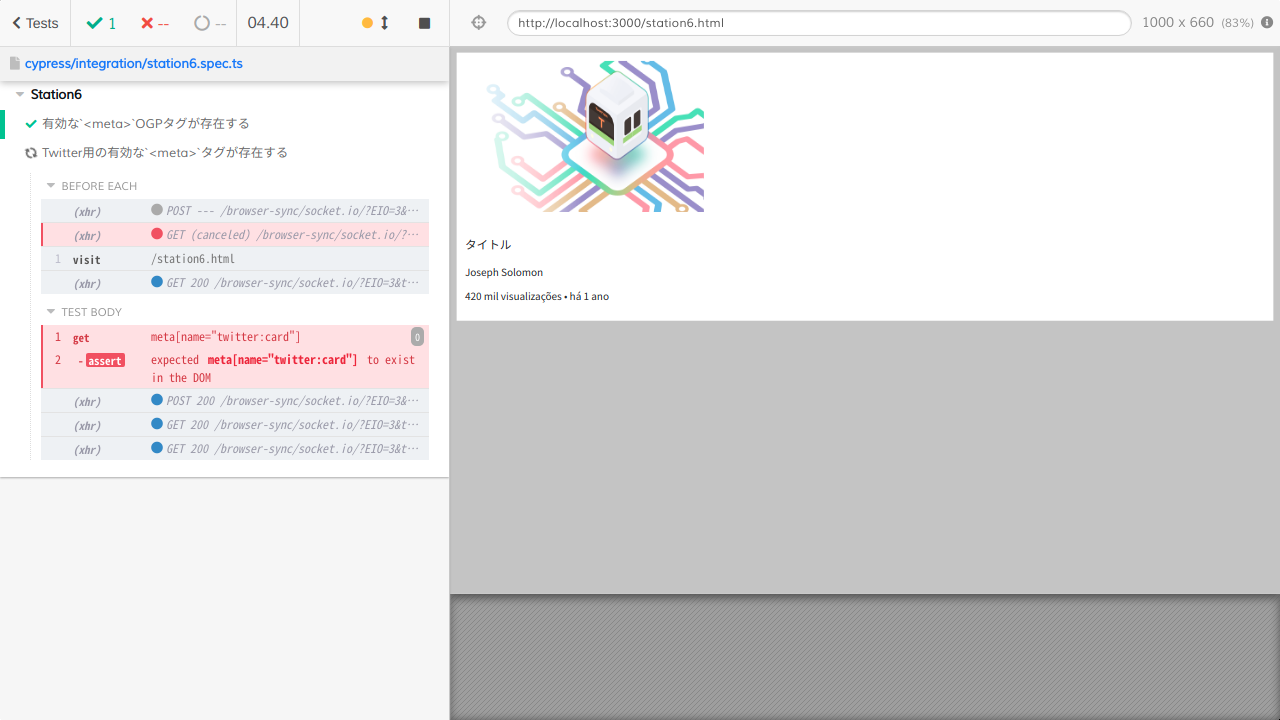 Tests 1 -- -- 04.40
cypress/integration/station6.spec.ts
Station6
有効な`<meta>`OGPタグが存在する
Twitter用の有効な`<meta>`タグが存在する
BEFORE EACH
(xhr) POST --- /browser-sync/socket.io/?EIO=3&…
(xhr) GET (canceled) /browser-sync/socket.io/?…
1 visit /station6.html
(xhr) GET 200 /browser-sync/socket.io/?EIO=3&t…
TEST BODY
1 get meta[name="twitter:card"] 0
2 -assert expected meta[name="twitter:card"] to exist
in the DOM
(xhr) POST 200 /browser-sync/socket.io/?EIO=3&…
(xhr) GET 200 /browser-sync/socket.io/?EIO=3&t…
(xhr) GET 200 /browser-sync/socket.io/?EIO=3&t…
http://localhost:3000/station6.html 1000 x 660 (83%)
T
タイトル
Joseph Solomon
420 mil visualizações • há 1 ano